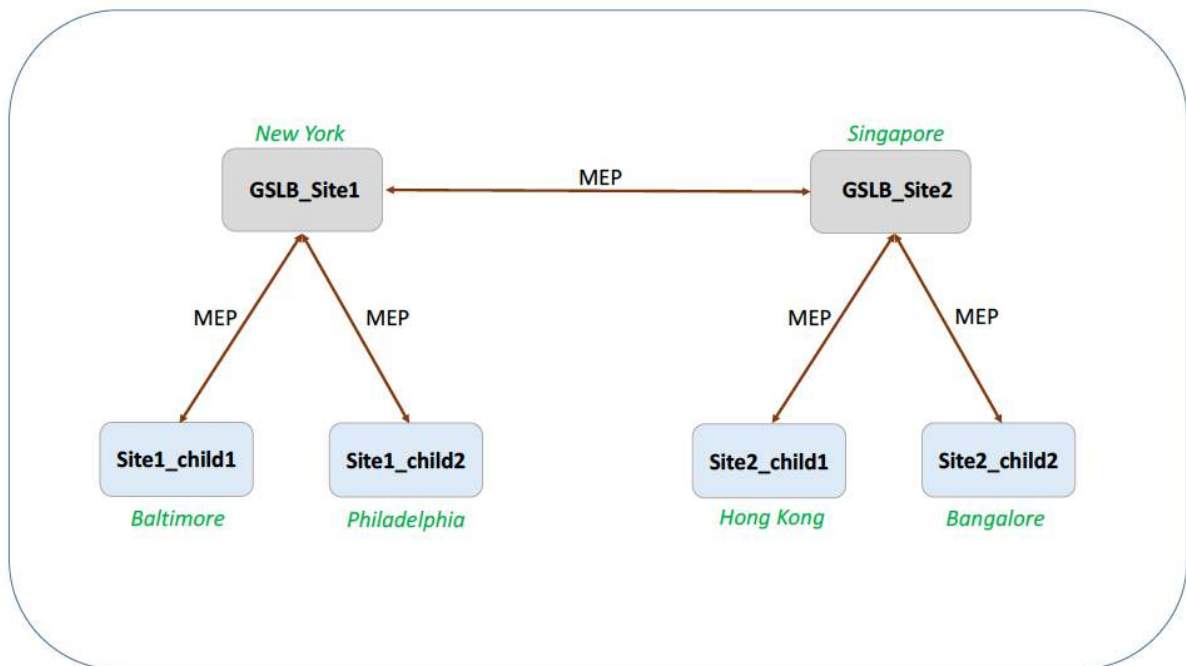 New York
Singapore
GSLB_Site1
MEP
GSLB_Site2
MEP
MEP
MEP
MEP
Site1_child1
Site1_child2
Site2_child1
Site2_child2
Baltimore
Philadelphia
Hong Kong
Bangalore